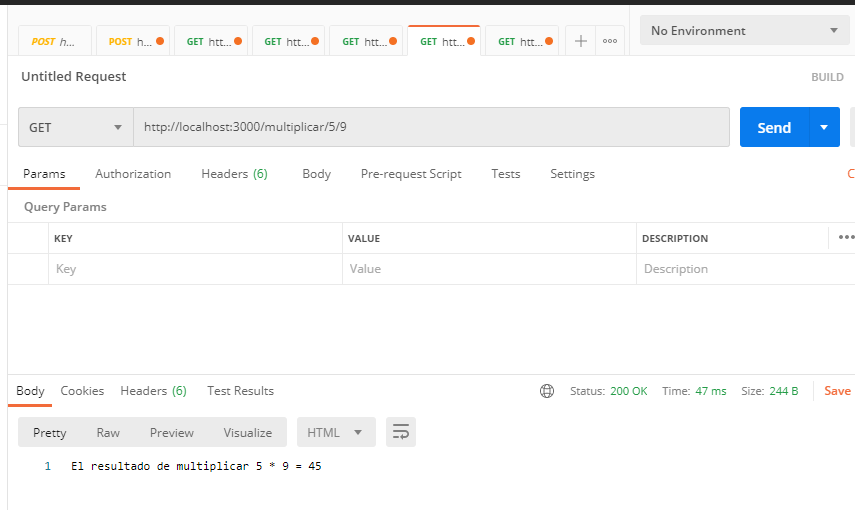 POST h... POST h... GET htt... GET htt... GET htt... GET htt... GET htt... + ooo No Environment
Untitled Request BUILD
GET http://localhost:3000/multiplicar/5/9 Send
Params Authorization Headers (6) Body Pre-request Script Tests Settings C
Query Params
KEY VALUE DESCRIPTION •••
Key Value Description
Body Cookies Headers (6) Test Results Status: 200 OK Time: 47 ms Size: 244 B Save
Pretty Raw Preview Visualize HTML
1 El resultado de multiplicar 5 * 9 = 45